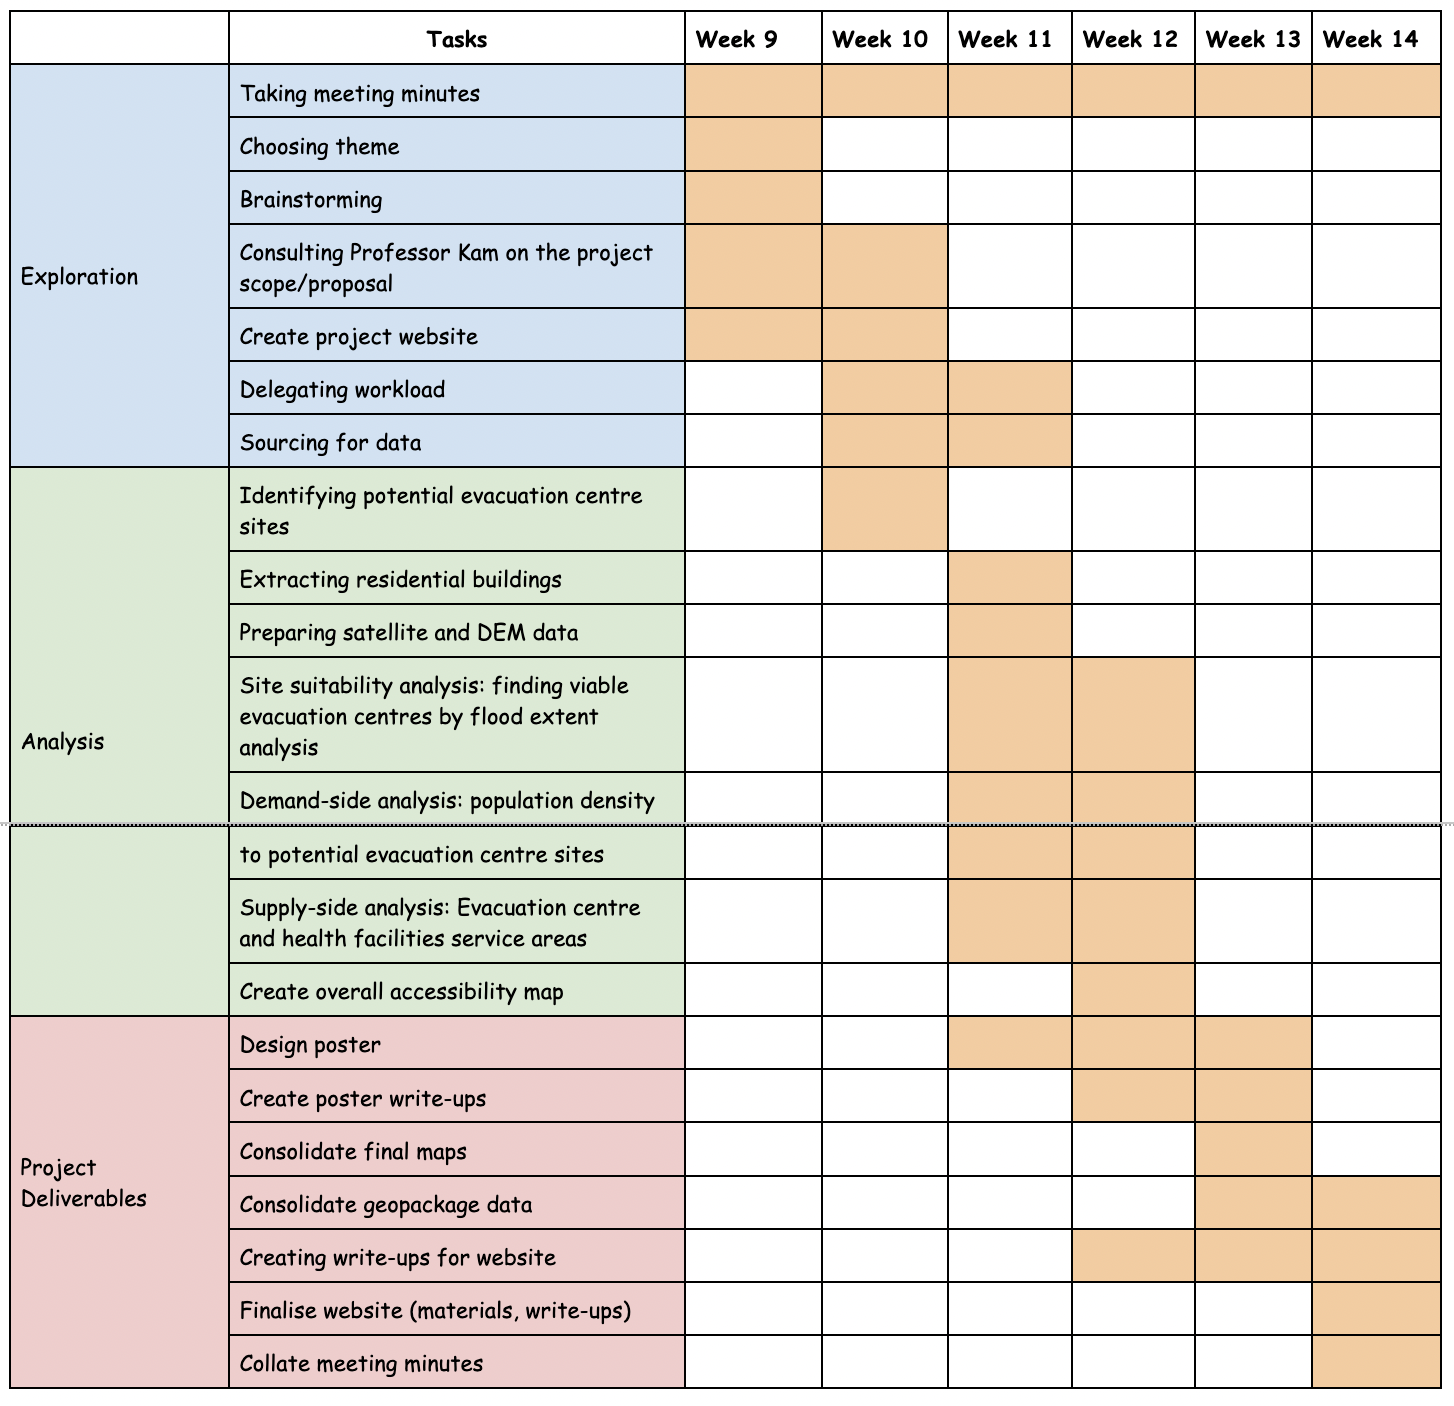 Tasks Week 9 Week 10 Week 11 Week 12 Week 13 Week 14
Exploration
Taking meeting minutes
Choosing theme
Brainstorming
Consulting Professor Kam on the project
scope/proposal
Create project website
Delegating workload
Sourcing for data
Analysis
Identifying potential evacuation centre
sites
Extracting residential buildings
Preparing satellite and DEM data
Site suitability analysis: finding viable
evacuation centres by flood extent
analysis
Demand-side analysis: population density
to potential evacuation centre sites
Supply-side analysis: Evacuation centre
and health facilities service areas
Create overall accessibility map
Project
Deliverables
Design poster
Create poster write-ups
Consolidate final maps
Consolidate geopackage data
Creating write-ups for website
Finalise website (materials, write-ups)
Collate meeting minutes